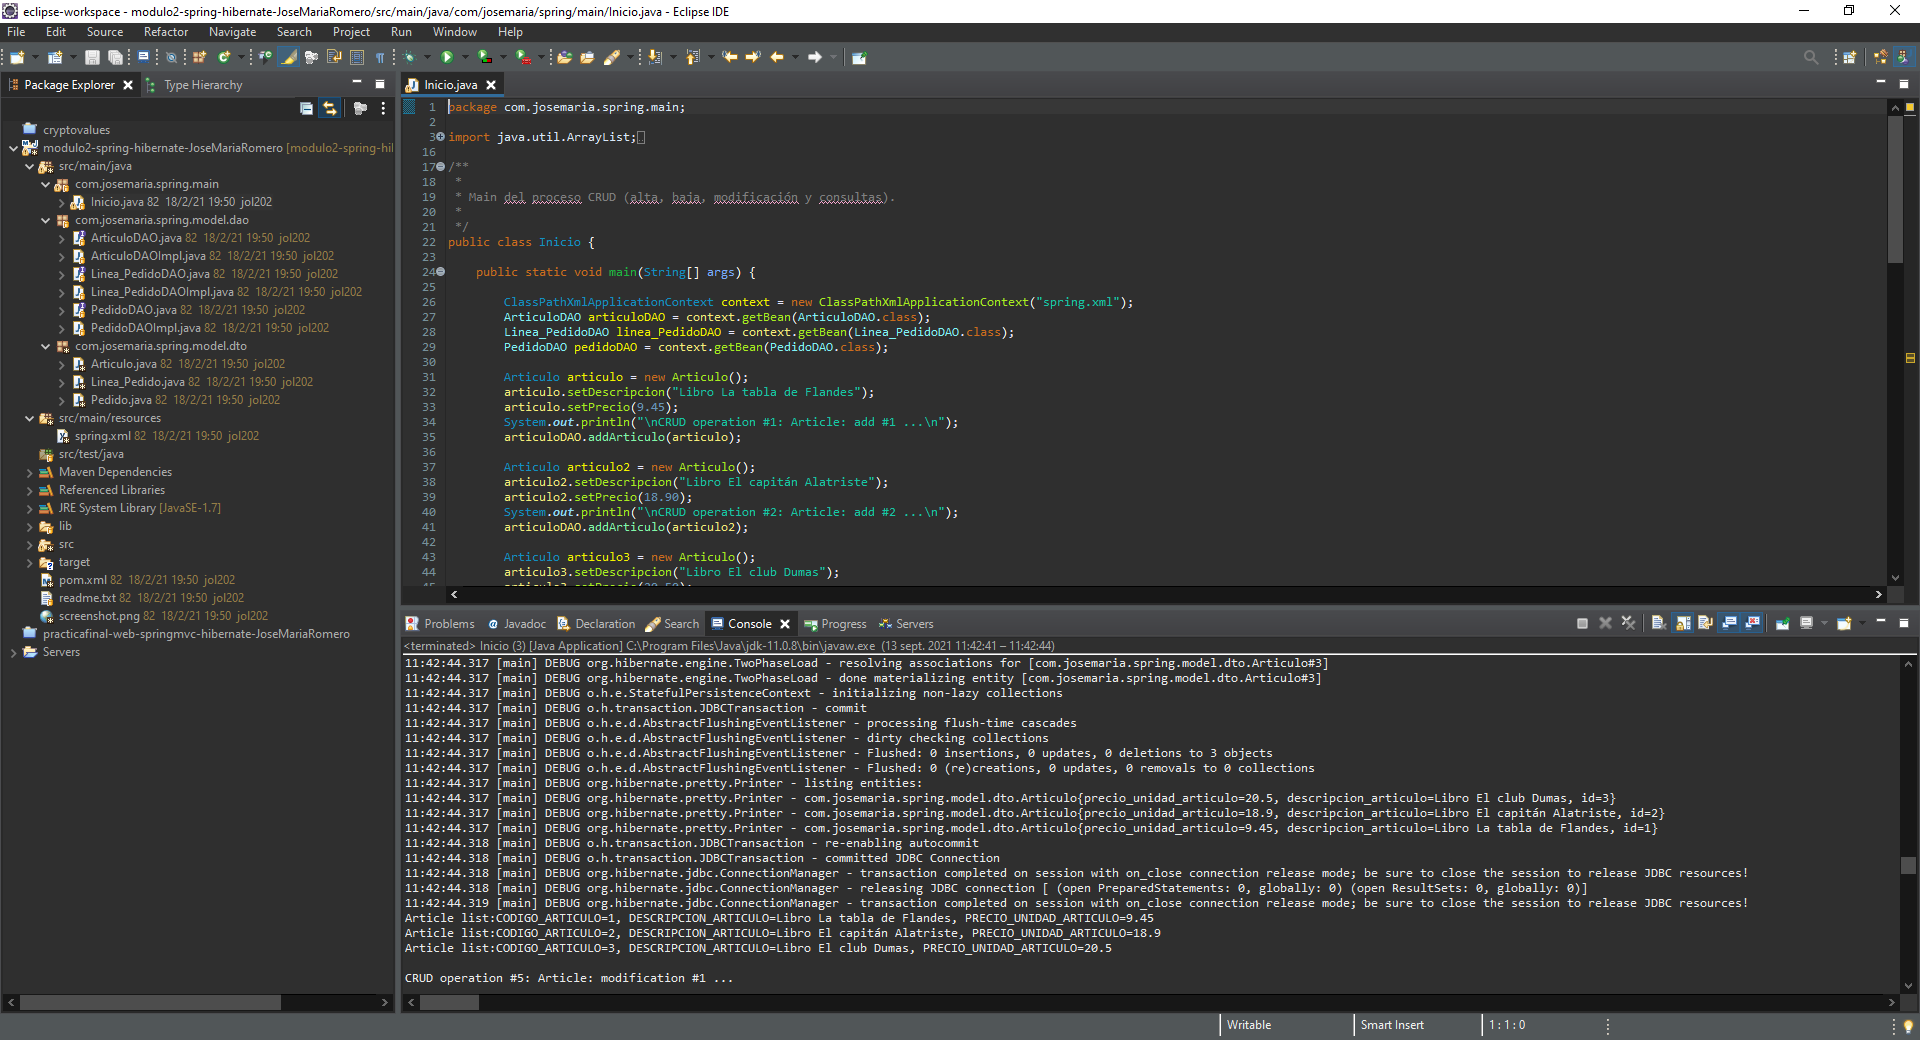 eclipse-workspace - modulo2-spring-hibernate-JoseMariaRomero/src/main/java/com/josemaria/spring/main/Inicio.java - Eclipse IDE
File Edit Source Refactor Navigate Search Project Run Window Help
Package Explorer
Type Hierarchy
cryptovalues
modulo2-spring-hibernate-JoseMariaRomero [modulo2-spring-hil
src/main/java
com.josemaria.spring.main
Inicio.java 82 18/2/21 19:50 jol202
com.josemaria.spring.model.dao
ArticuloDAO.java 82 18/2/21 19:50 jol202
ArticuloDAOImpl.java 82 18/2/21 19:50 jol202
Linea_PedidoDAO.java 82 18/2/21 19:50 jol202
Linea_PedidoDAOImpl.java 82 18/2/21 19:50 jol202
PedidoDAO.java 82 18/2/21 19:50 jol202
PedidoDAOImpl.java 82 18/2/21 19:50 jol202
com.josemaria.spring.model.dto
Articulo.java 82 18/2/21 19:50 jol202
Linea_Pedido.java 82 18/2/21 19:50 jol202
Pedido.java 82 18/2/21 19:50 jol202
src/main/resources
spring.xml 82 18/2/21 19:50 jol202
src/test/java
Maven Dependencies
Referenced Libraries
JRE System Library [JavaSE-1.7]
lib
src
target
pom.xml 82 18/2/21 19:50 jol202
readme.txt 82 18/2/21 19:50 jol202
screenshot.png 82 18/2/21 19:50 jol202
practicafinal-web-springmvc-hibernate-JoseMariaRomero
Servers
Inicio.java
1 package com.josemaria.spring.main;
2
3 import java.util.ArrayList;
16
17 /**
18 *
19 * Main del proceso CRUD (alta, baja, modificación y consultas).
20 *
21 */
22 public class Inicio {
23
24 public static void main(String[] args) {
25
26 ClassPathXmlApplicationContext context = new ClassPathXmlApplicationContext("spring.xml");
27 ArticuloDAO articuloDAO = context.getBean(ArticuloDAO.class);
28 Linea_PedidoDAO linea_PedidoDAO = context.getBean(Linea_PedidoDAO.class);
29 PedidoDAO pedidoDAO = context.getBean(PedidoDAO.class);
30
31 Articulo articulo = new Articulo();
32 articulo.setDescripcion("Libro La tabla de Flandes");
33 articulo.setPrecio(9.45);
34 System.out.println("\nCRUD operation #1: Article: add #1 ...\n");
35 articuloDAO.addArticulo(articulo);
36
37 Articulo articulo2 = new Articulo();
38 articulo2.setDescripcion("Libro El capitán Alatriste");
39 articulo2.setPrecio(18.90);
40 System.out.println("\nCRUD operation #2: Article: add #2 ...\n");
41 articuloDAO.addArticulo(articulo2);
42
43 Articulo articulo3 = new Articulo();
44 articulo3.setDescripcion("Libro El club Dumas");
Problems Javadoc Declaration Search Console Progress Servers
<terminated> Inicio (3) [Java Application] C:\Program Files\Java\jdk-11.0.8\bin\javaw.exe (13 sept. 2021 11:42:41 – 11:42:44)
11:42:44.317 [main] DEBUG org.hibernate.engine.TwoPhaseLoad - resolving associations for [com.josemaria.spring.model.dto.Articulo#3]
11:42:44.317 [main] DEBUG org.hibernate.engine.TwoPhaseLoad - done materializing entity [com.josemaria.spring.model.dto.Articulo#3]
11:42:44.317 [main] DEBUG o.h.e.StatefulPersistenceContext - initializing non-lazy collections
11:42:44.317 [main] DEBUG o.h.transaction.JDBCTransaction - commit
11:42:44.317 [main] DEBUG o.h.e.d.AbstractFlushingEventListener - processing flush-time cascades
11:42:44.317 [main] DEBUG o.h.e.d.AbstractFlushingEventListener - dirty checking collections
11:42:44.317 [main] DEBUG o.h.e.d.AbstractFlushingEventListener - Flushed: 0 insertions, 0 updates, 0 deletions to 3 objects
11:42:44.317 [main] DEBUG o.h.e.d.AbstractFlushingEventListener - Flushed: 0 (re)creations, 0 updates, 0 removals to 0 collections
11:42:44.317 [main] DEBUG org.hibernate.pretty.Printer - listing entities:
11:42:44.317 [main] DEBUG org.hibernate.pretty.Printer - com.josemaria.spring.model.dto.Articulo{precio_unidad_articulo=20.5, descripcion_articulo=Libro El club Dumas, id=3}
11:42:44.317 [main] DEBUG org.hibernate.pretty.Printer - com.josemaria.spring.model.dto.Articulo{precio_unidad_articulo=18.9, descripcion_articulo=Libro El capitán Alatriste, id=2}
11:42:44.317 [main] DEBUG org.hibernate.pretty.Printer - com.josemaria.spring.model.dto.Articulo{precio_unidad_articulo=9.45, descripcion_articulo=Libro La tabla de Flandes, id=1}
11:42:44.318 [main] DEBUG o.h.transaction.JDBCTransaction - re-enabling autocommit
11:42:44.318 [main] DEBUG o.h.transaction.JDBCTransaction - committed JDBC Connection
11:42:44.318 [main] DEBUG org.hibernate.jdbc.ConnectionManager - transaction completed on session with on_close connection release mode; be sure to close the session to release JDBC resources!
11:42:44.318 [main] DEBUG org.hibernate.jdbc.ConnectionManager - releasing JDBC connection [ (open PreparedStatements: 0, globally: 0) (open ResultSets: 0, globally: 0)]
11:42:44.319 [main] DEBUG org.hibernate.jdbc.ConnectionManager - transaction completed on session with on_close connection release mode; be sure to close the session to release JDBC resources!
Article list:CODIGO_ARTICULO=1, DESCRIPCION_ARTICULO=Libro La tabla de Flandes, PRECIO_UNIDAD_ARTICULO=9.45
Article list:CODIGO_ARTICULO=2, DESCRIPCION_ARTICULO=Libro El capitán Alatriste, PRECIO_UNIDAD_ARTICULO=18.9
Article list:CODIGO_ARTICULO=3, DESCRIPCION_ARTICULO=Libro El club Dumas, PRECIO_UNIDAD_ARTICULO=20.5
CRUD operation #5: Article: modification #1 ...
Writable Smart Insert 1 : 1 : 0